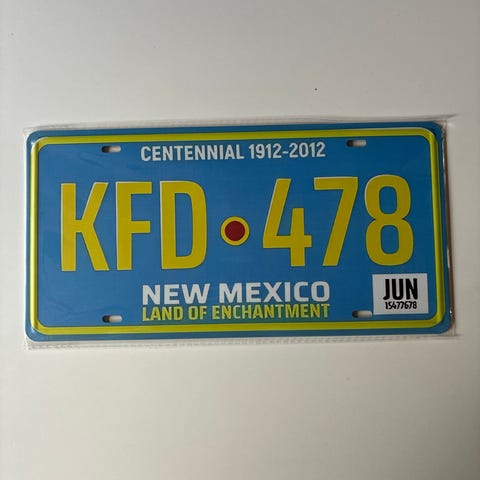 CENTENNIAL 1912-2012
KFD 478
NEW MEXICO
LAND OF ENCHANTMENT
JUN
15477678